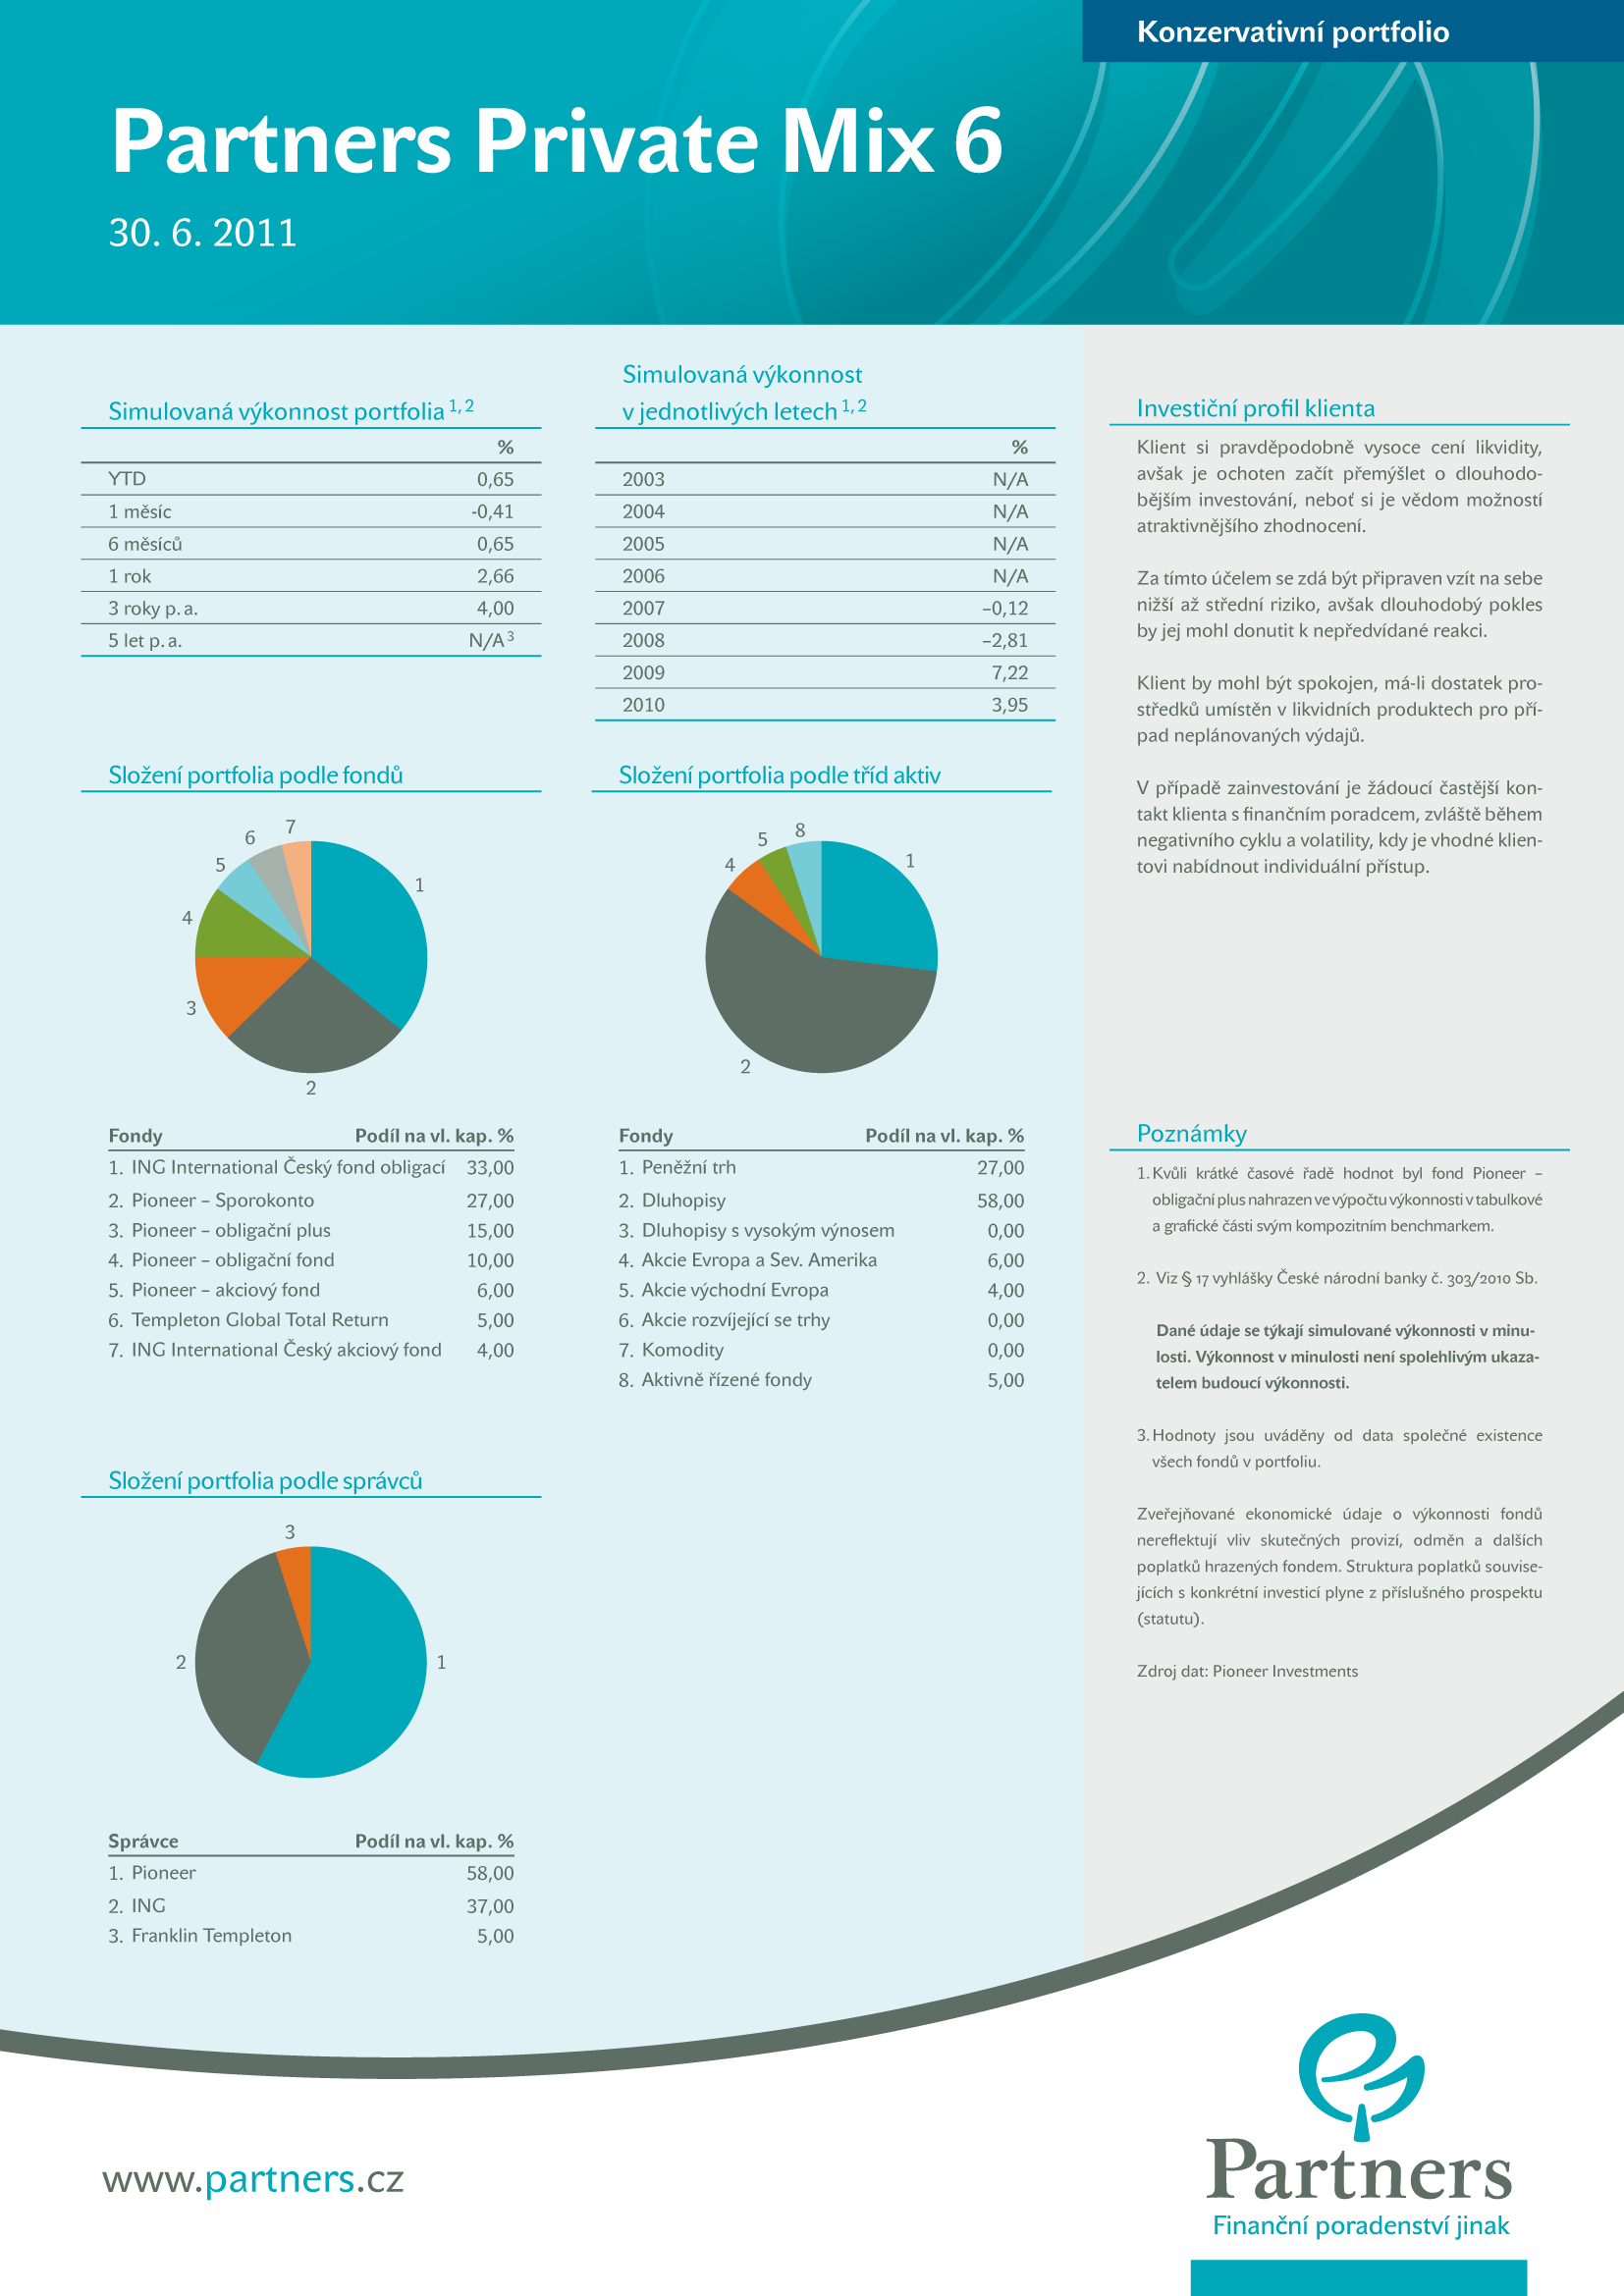 Konzervativní portfolio
Partners Private Mix 6
30. 6. 2011
Simulovaná výkonnost portfolia 1, 2
%
YTD 0,65
1 měsíc -0,41
6 měsíců 0,65
1 rok 2,66
3 roky p. a. 4,00
5 let p. a. N/A 3
Simulovaná výkonnost
v jednotlivých letech 1, 2
%
2003 N/A
2004 N/A
2005 N/A
2006 N/A
2007 –0,12
2008 –2,81
2009 7,22
2010 3,95
Složení portfolia podle fondů
7
6
5
1
4
3
2
Fondy Podíl na vl. kap. %
1. ING International Český fond obligací 33,00
2. Pioneer – Sporokonto 27,00
3. Pioneer – obligační plus 15,00
4. Pioneer – obligační fond 10,00
5. Pioneer – akciový fond 6,00
6. Templeton Global Total Return 5,00
7. ING International Český akciový fond 4,00
Složení portfolia podle tříd aktiv
8
5
1
4
2
Fondy Podíl na vl. kap. %
1. Peněžní trh 27,00
2. Dluhopisy 58,00
3. Dluhopisy s vysokým výnosem 0,00
4. Akcie Evropa a Sev. Amerika 6,00
5. Akcie východní Evropa 4,00
6. Akcie rozvíjející se trhy 0,00
7. Komodity 0,00
8. Aktivně řízené fondy 5,00
Složení portfolia podle správců
3
2
1
Správce Podíl na vl. kap. %
1. Pioneer 58,00
2. ING 37,00
3. Franklin Templeton 5,00
Investiční profil klienta
Klient si pravděpodobně vysoce cení likvidity,
avšak je ochoten začít přemýšlet o dlouhodo-
bějším investování, neboť si je vědom možností
atraktivnějšího zhodnocení.
Za tímto účelem se zdá být připraven vzít na sebe
nižší až střední riziko, avšak dlouhodobý pokles
by jej mohl donutit k nepředvídané reakci.
Klient by mohl být spokojen, má-li dostatek pro-
středků umístěn v likvidních produktech pro pří-
pad neplánovaných výdajů.
V případě zainvestování je žádoucí častější kon-
takt klienta s finančním poradcem, zvláště během
negativního cyklu a volatility, kdy je vhodné klien-
tovi nabídnout individuální přístup.
Poznámky
1. Kvůli krátké časové řadě hodnot byl fond Pioneer –
obligační plus nahrazen ve výpočtu výkonnosti v tabulkové
a grafické části svým kompozitním benchmarkem.
2. Viz § 17 vyhlášky České národní banky č. 303/2010 Sb.
Dané údaje se týkají simulované výkonnosti v minu-
losti. Výkonnost v minulosti není spolehlivým ukaza-
telem budoucí výkonnosti.
3. Hodnoty jsou uváděny od data společné existence
všech fondů v portfoliu.
Zveřejňované ekonomické údaje o výkonnosti fondů
nereflektují vliv skutečných provizí, odměn a dalších
poplatků hrazených fondem. Struktura poplatků souvise-
jících s konkrétní investicí plyne z příslušného prospektu
(statutu).
Zdroj dat: Pioneer Investments
www.partners.cz
Partners
Finanční poradenství jinak